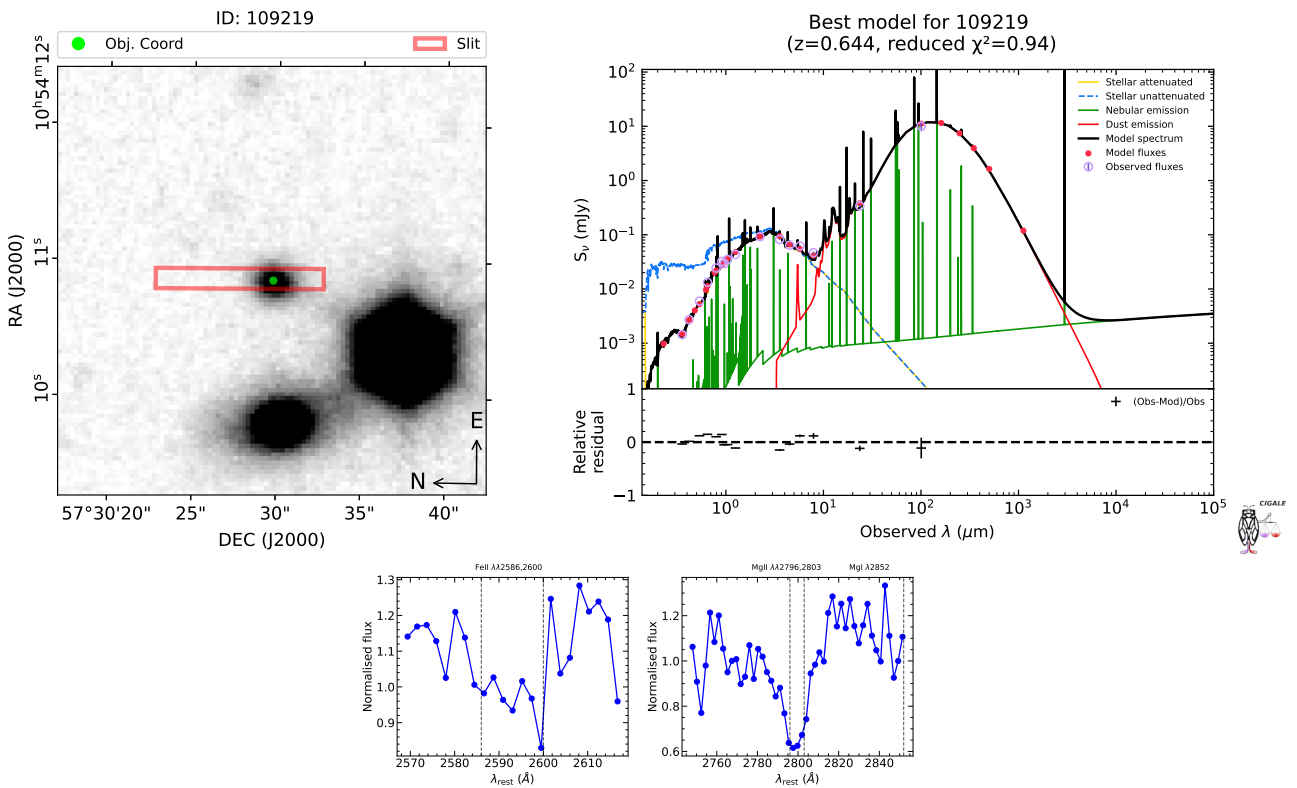 ID: 109219
Obj. Coord
Slit
10ʰ54ᵐ12ˢ
11ˢ
10ˢ
RA (J2000)
E
N
57°30'20"
25"
30"
35"
40"
DEC (J2000)
Best model for 109219
(z=0.644, reduced χ²=0.94)
10²
10¹
10⁰
10⁻¹
10⁻²
10⁻³
Sν (mJy)
Stellar attenuated
Stellar unattenuated
Nebular emission
Dust emission
Model spectrum
Model fluxes
Observed fluxes
1
0
−1
Relative
residual
(Obs-Mod)/Obs
10⁰
10¹
10²
10³
10⁴
10⁵
Observed λ (μm)
CIGALE
FeII λλ2586,2600
1.3
1.2
1.1
1.0
0.9
Normalised flux
2570
2580
2590
2600
2610
λrest (Å)
MgII λλ2796,2803
MgI λ2852
1.2
1.0
0.8
0.6
Normalised flux
2760
2780
2800
2820
2840
λrest (Å)